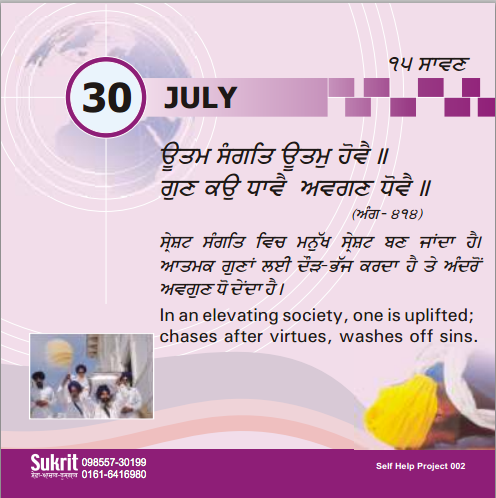 ੧੫ ਸਾਵਣ
30 JULY
ਊਤਮ ਸੰਗਤਿ ਊਤਮੁ ਹੋਵੈ ॥
ਗੁਣ ਕਉ ਧਾਵੈ ਅਵਗਣ ਧੋਵੈ ॥
(ਅੰਗ- ੪੧੪)
ਸ੍ਰੇਸ਼ਟ ਸੰਗਤਿ ਵਿਚ ਮਨੁੱਖ ਸ੍ਰੇਸ਼ਟ ਬਣ ਜਾਂਦਾ ਹੈ।
ਆਤਮਕ ਗੁਣਾਂ ਲਈ ਦੌੜ-ਭੱਜ ਕਰਦਾ ਹੈ ਤੇ ਅੰਦਰੋਂ
ਅਵਗੁਣ ਧੋ ਦੇਂਦਾ ਹੈ।
In an elevating society, one is uplifted;
chases after virtues, washes off sins.
Sukrit 098557-30199
0161-6416980
Self Help Project 002